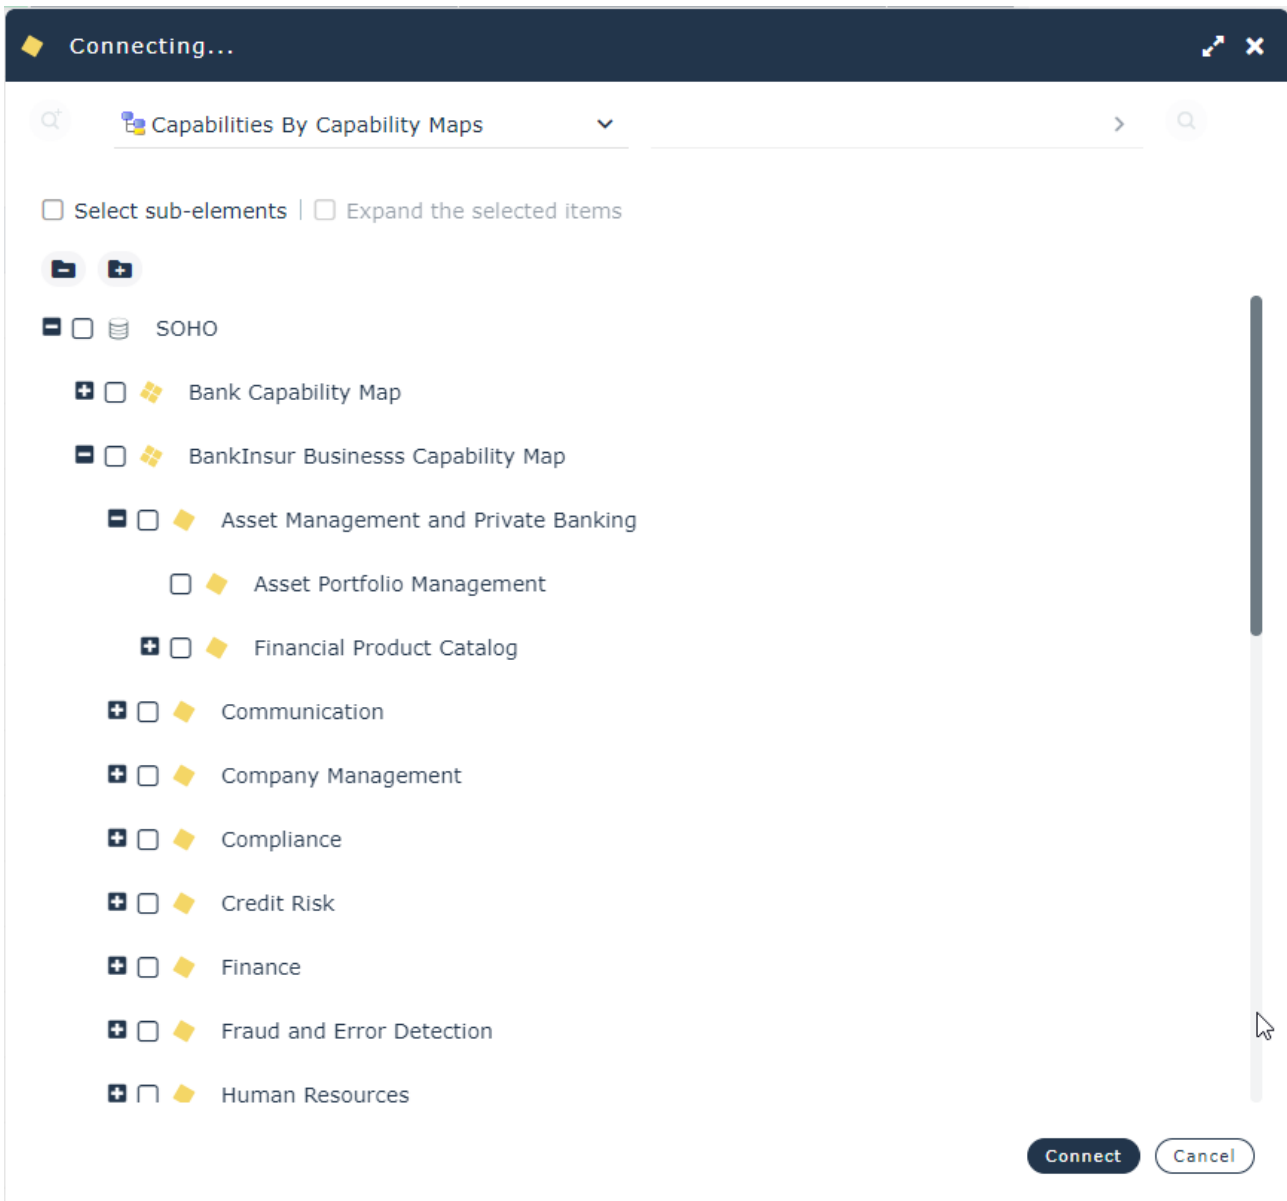 Connecting...
Capabilities By Capability Maps
Select sub-elements | Expand the selected items
SOHO
Bank Capability Map
BankInsur Businesss Capability Map
Asset Management and Private Banking
Asset Portfolio Management
Financial Product Catalog
Communication
Company Management
Compliance
Credit Risk
Finance
Fraud and Error Detection
Human Resources
Connect Cancel